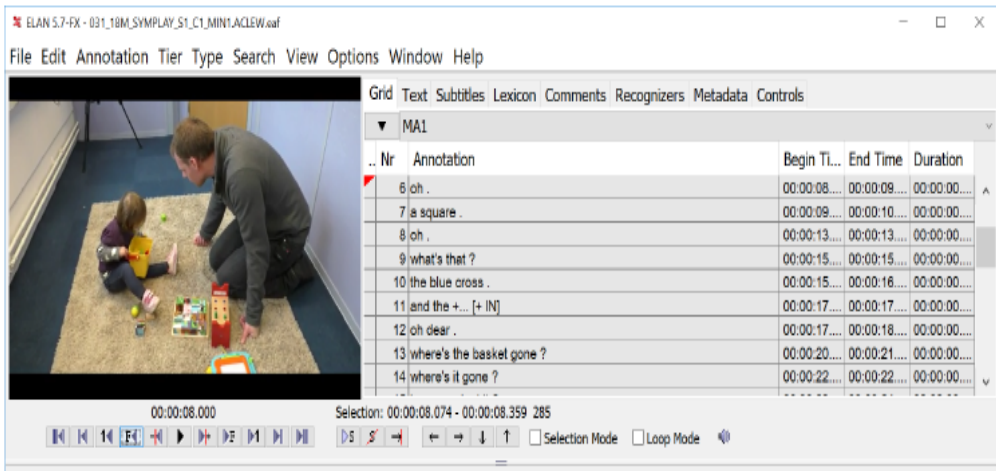 ELAN 5.7-FX - 031_18M_SYMPLAY_S1_C1_MIN1.ACLEW.eaf
File Edit Annotation Tier Type Search View Options Window Help
Grid Text Subtitles Lexicon Comments Recognizers Metadata Controls
MA1
.. Nr Annotation Begin Ti... End Time Duration
6 oh . 00:00:08.... 00:00:09.... 00:00:00....
7 a square . 00:00:09.... 00:00:10.... 00:00:00....
8 oh . 00:00:13.... 00:00:13.... 00:00:00....
9 what's that ? 00:00:15.... 00:00:15.... 00:00:00....
10 the blue cross . 00:00:15.... 00:00:16.... 00:00:00....
11 and the +... [+ IN] 00:00:17.... 00:00:17.... 00:00:00....
12 oh dear . 00:00:17.... 00:00:18.... 00:00:00....
13 where's the basket gone ? 00:00:20.... 00:00:21.... 00:00:00....
14 where's it gone ? 00:00:22.... 00:00:22.... 00:00:00....
00:00:08.000 Selection: 00:00:08.074 - 00:00:08.359 285
Selection Mode Loop Mode